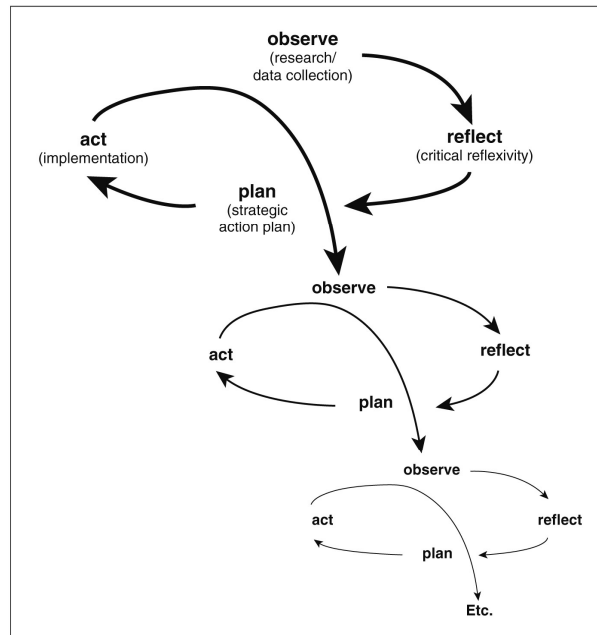 observe
(research/
data collection)
act
(implementation)
reflect
(critical reflexivity)
plan
(strategic
action plan)
observe
act
reflect
plan
observe
act
reflect
plan
Etc.